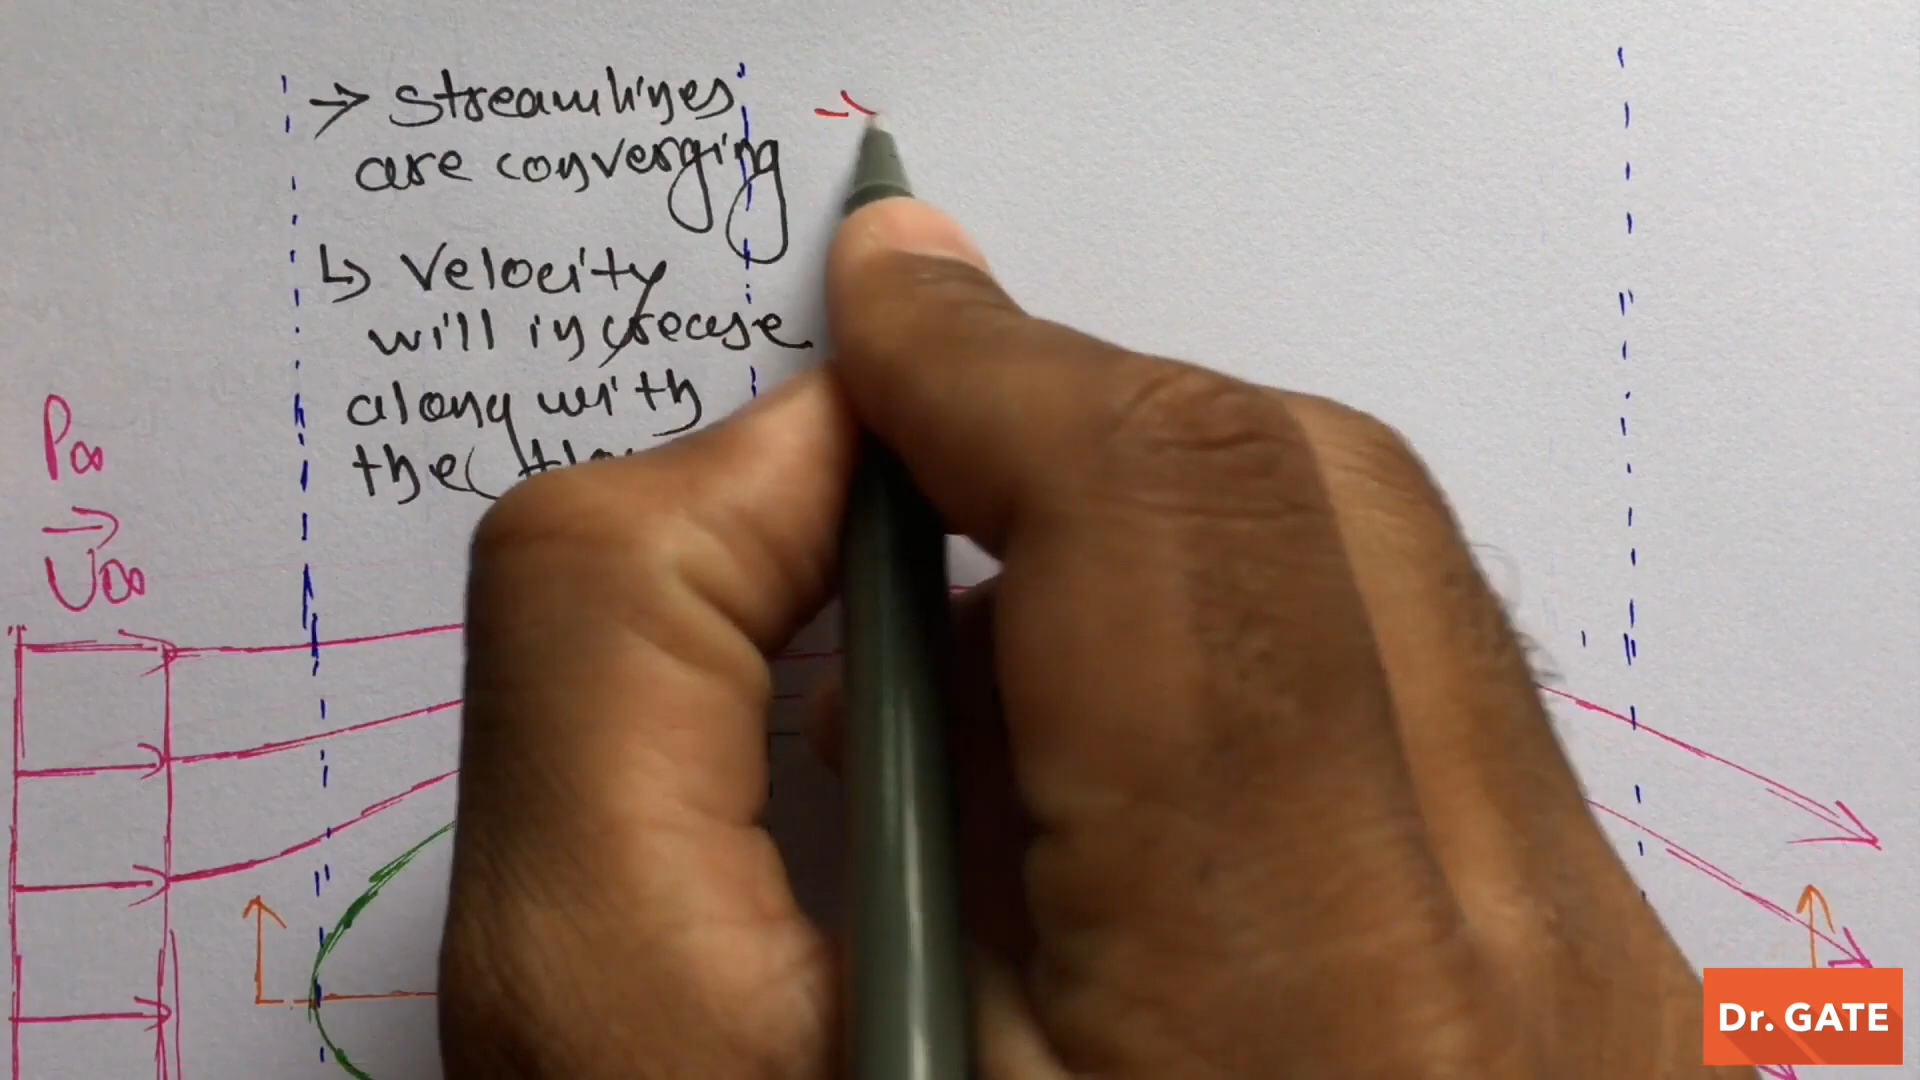 → Streamlines
are converging
↳ Velocity
will increase
along with
the
P∞
U∞
Dr. GATE